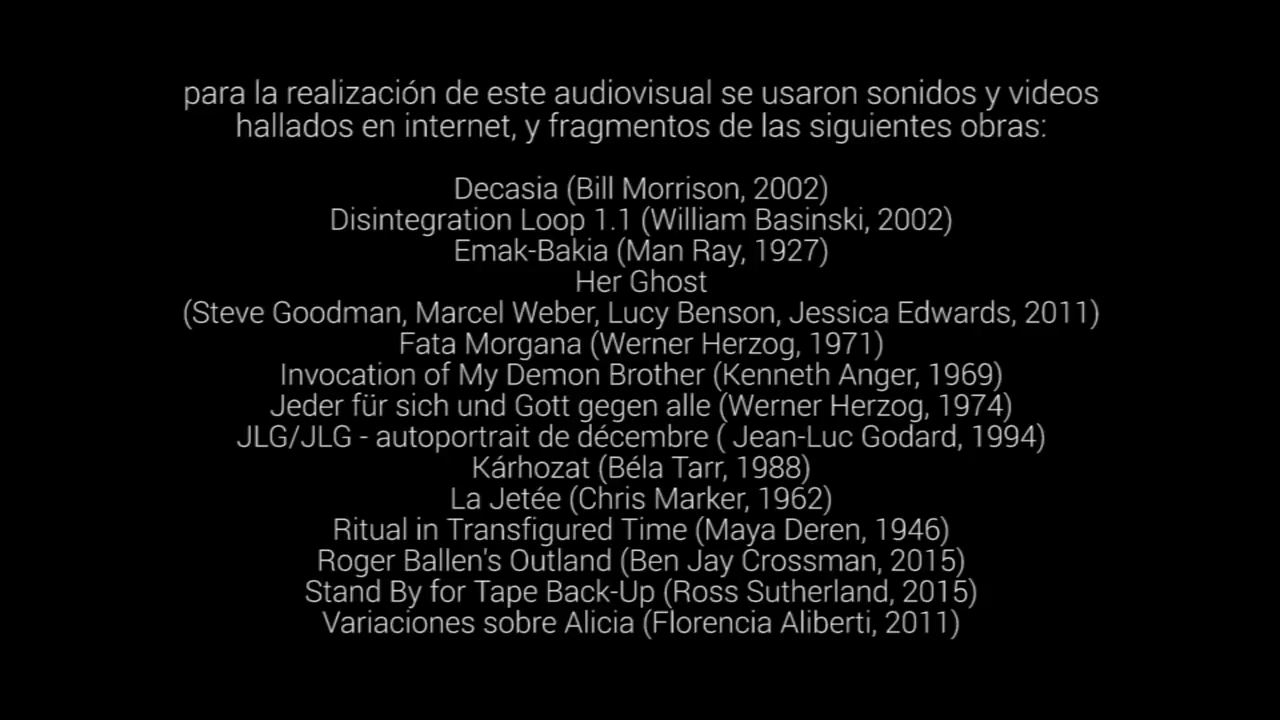 para la realización de este audiovisual se usaron sonidos y videos
hallados en internet, y fragmentos de las siguientes obras:
Decasia (Bill Morrison, 2002)
Disintegration Loop 1.1 (William Basinski, 2002)
Emak-Bakia (Man Ray, 1927)
Her Ghost
(Steve Goodman, Marcel Weber, Lucy Benson, Jessica Edwards, 2011)
Fata Morgana (Werner Herzog, 1971)
Invocation of My Demon Brother (Kenneth Anger, 1969)
Jeder für sich und Gott gegen alle (Werner Herzog, 1974)
JLG/JLG - autoportrait de décembre ( Jean-Luc Godard, 1994)
Kárhozat (Béla Tarr, 1988)
La Jetée (Chris Marker, 1962)
Ritual in Transfigured Time (Maya Deren, 1946)
Roger Ballen's Outland (Ben Jay Crossman, 2015)
Stand By for Tape Back-Up (Ross Sutherland, 2015)
Variaciones sobre Alicia (Florencia Aliberti, 2011)